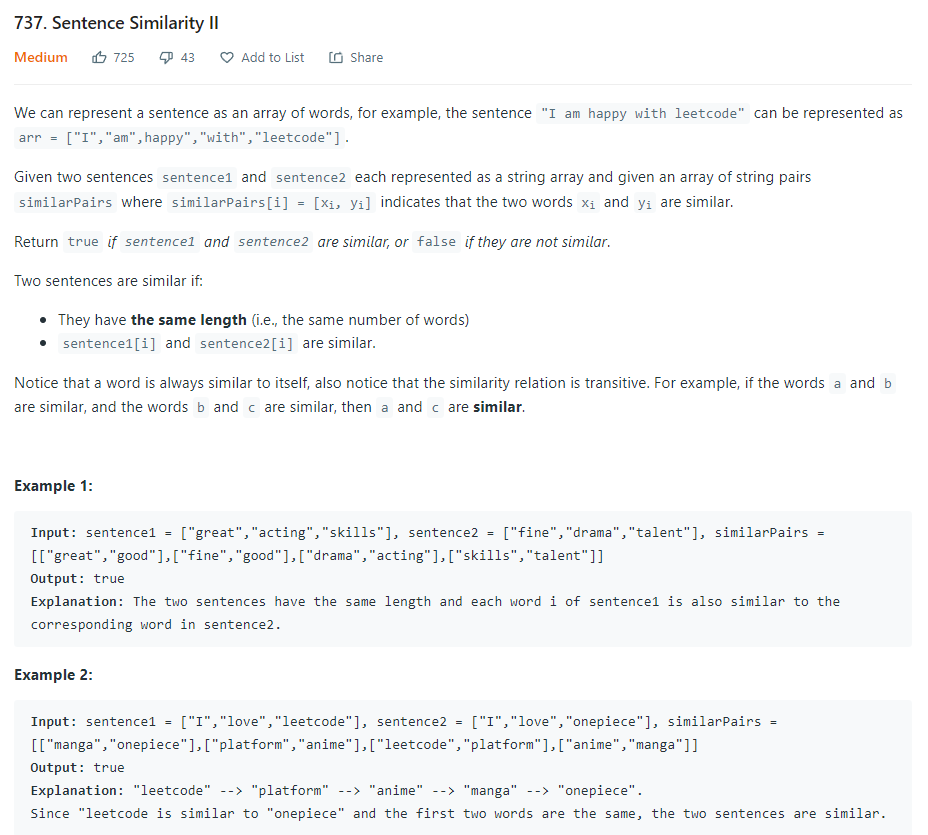 737. Sentence Similarity II
Medium 725 43 Add to List Share
We can represent a sentence as an array of words, for example, the sentence "I am happy with leetcode" can be represented as
arr = ["I","am",happy","with","leetcode"] .
Given two sentences sentence1 and sentence2 each represented as a string array and given an array of string pairs
similarPairs where similarPairs[i] = [xi, yi] indicates that the two words xi and yi are similar.
Return true if sentence1 and sentence2 are similar, or false if they are not similar.
Two sentences are similar if:
• They have the same length (i.e., the same number of words)
• sentence1[i] and sentence2[i] are similar.
Notice that a word is always similar to itself, also notice that the similarity relation is transitive. For example, if the words a and b
are similar, and the words b and c are similar, then a and c are similar.
Example 1:
Input: sentence1 = ["great","acting","skills"], sentence2 = ["fine","drama","talent"], similarPairs =
[["great","good"],["fine","good"],["drama","acting"],["skills","talent"]]
Output: true
Explanation: The two sentences have the same length and each word i of sentence1 is also similar to the
corresponding word in sentence2.
Example 2:
Input: sentence1 = ["I","love","leetcode"], sentence2 = ["I","love","onepiece"], similarPairs =
[["manga","onepiece"],["platform","anime"],["leetcode","platform"],["anime","manga"]]
Output: true
Explanation: "leetcode" --> "platform" --> "anime" --> "manga" --> "onepiece".
Since "leetcode is similar to "onepiece" and the first two words are the same, the two sentences are similar.